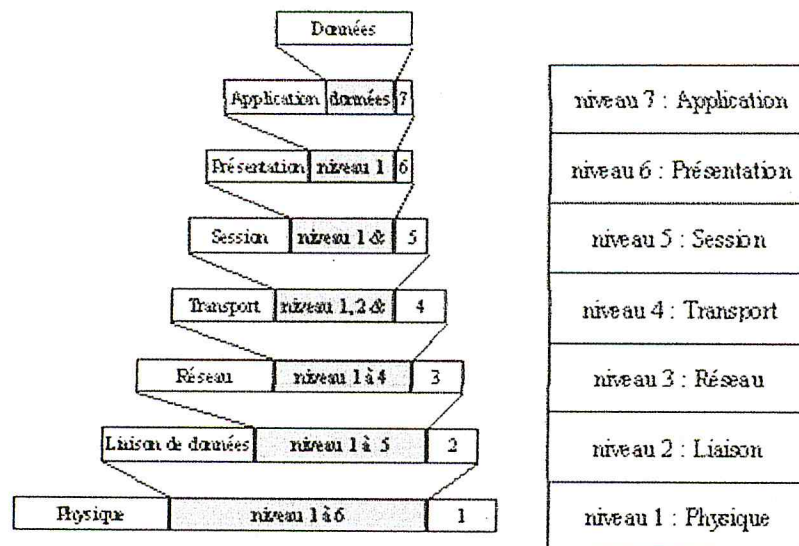 Données
Application données 7
Présentation niveau 1 6
Session niveau 1 & 5
Transport niveau 1,2 & 4
Réseau niveau 1 à 4 3
Liaison de données niveau 1 à 5 2
Physique niveau 1 à 6 1
niveau 7 : Application
niveau 6 : Présentation
niveau 5 : Session
niveau 4 : Transport
niveau 3 : Réseau
niveau 2 : Liaison
niveau 1 : Physique